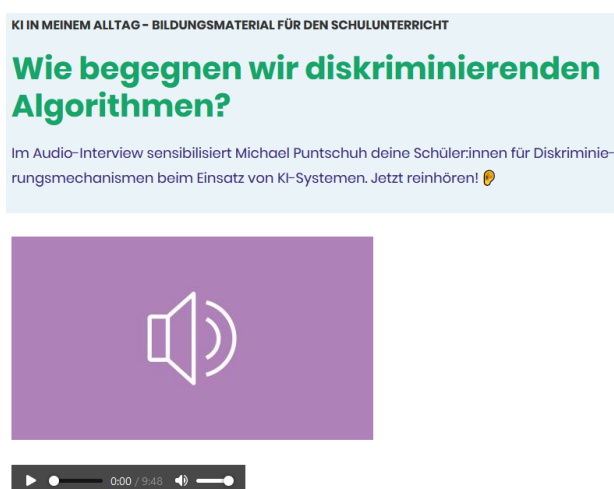 KI IN MEINEM ALLTAG – BILDUNGSMATERIAL FÜR DEN SCHULUNTERRICHT
Wie begegnen wir diskriminierenden
Algorithmen?
Im Audio-Interview sensibilisiert Michael Puntschuh deine Schüler:innen für Diskriminie-
rungsmechanismen beim Einsatz von KI-Systemen. Jetzt reinhören! 👂
0:00 / 9:48